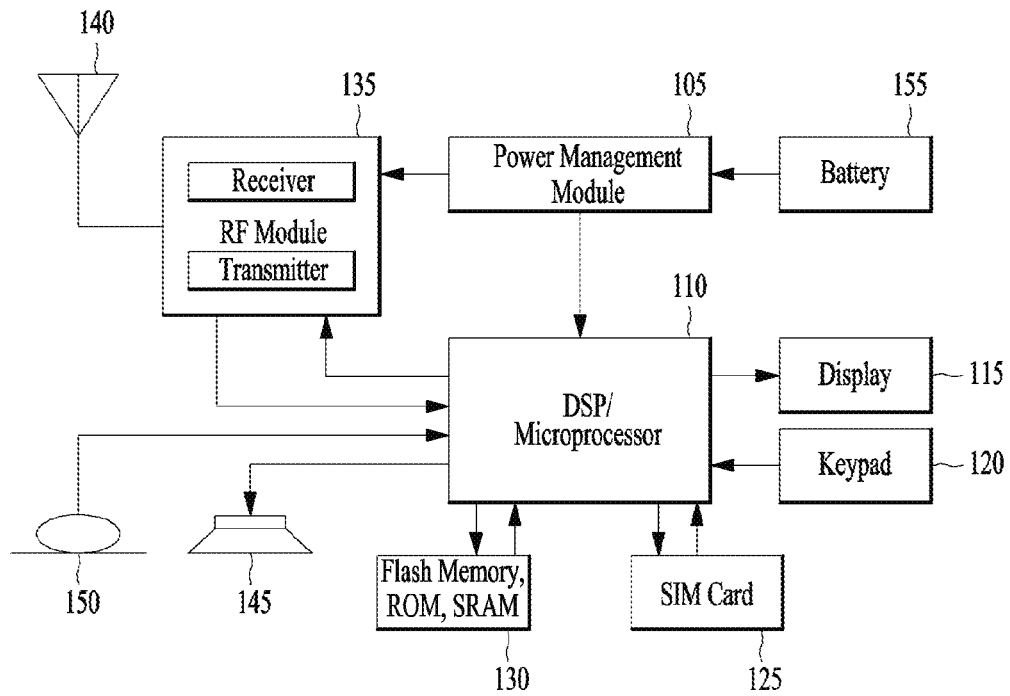 140
135
105
155
Receiver
RF Module
Transmitter
Power Management
Module
Battery
110
DSP/
Microprocessor
Display
115
Keypad
120
150
145
Flash Memory,
ROM, SRAM
130
SIM Card
125